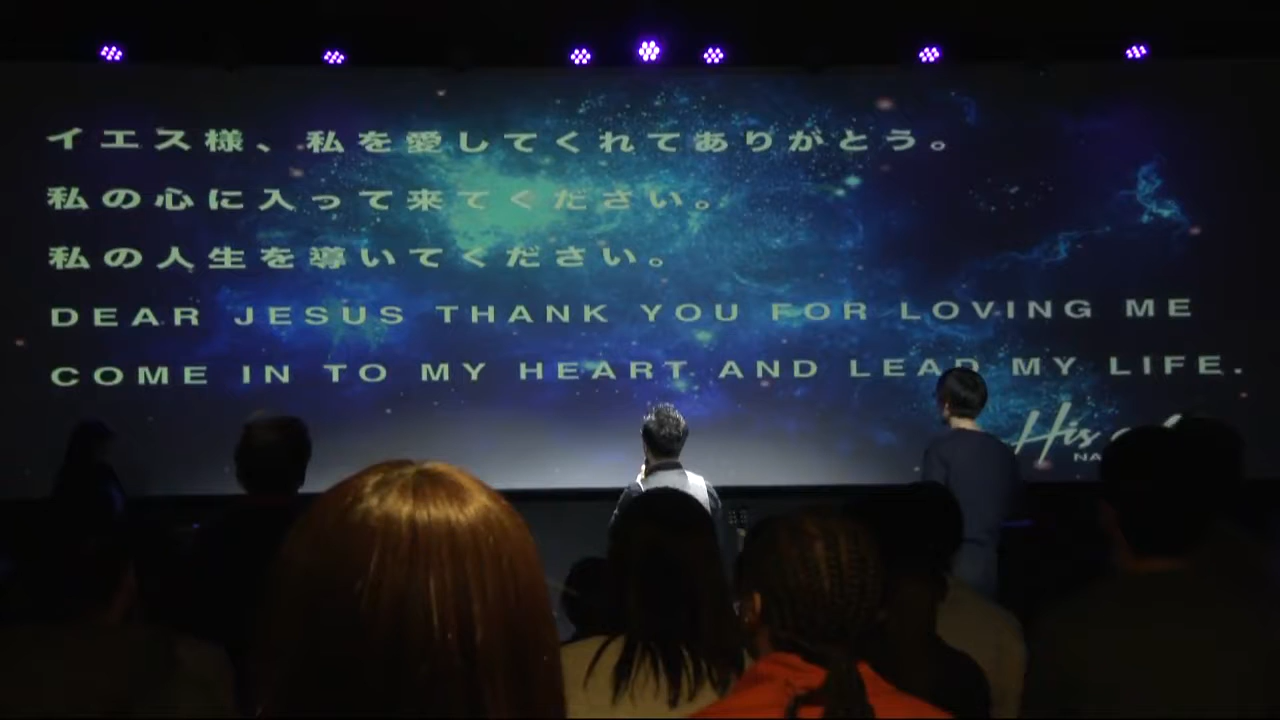 イエス様、私を愛してくれてありがとう。
私の心に入って来てください。
私の人生を導いてください。
DEAR JESUS THANK YOU FOR LOVING ME
COME IN TO MY HEART AND LEAD MY LIFE.
His